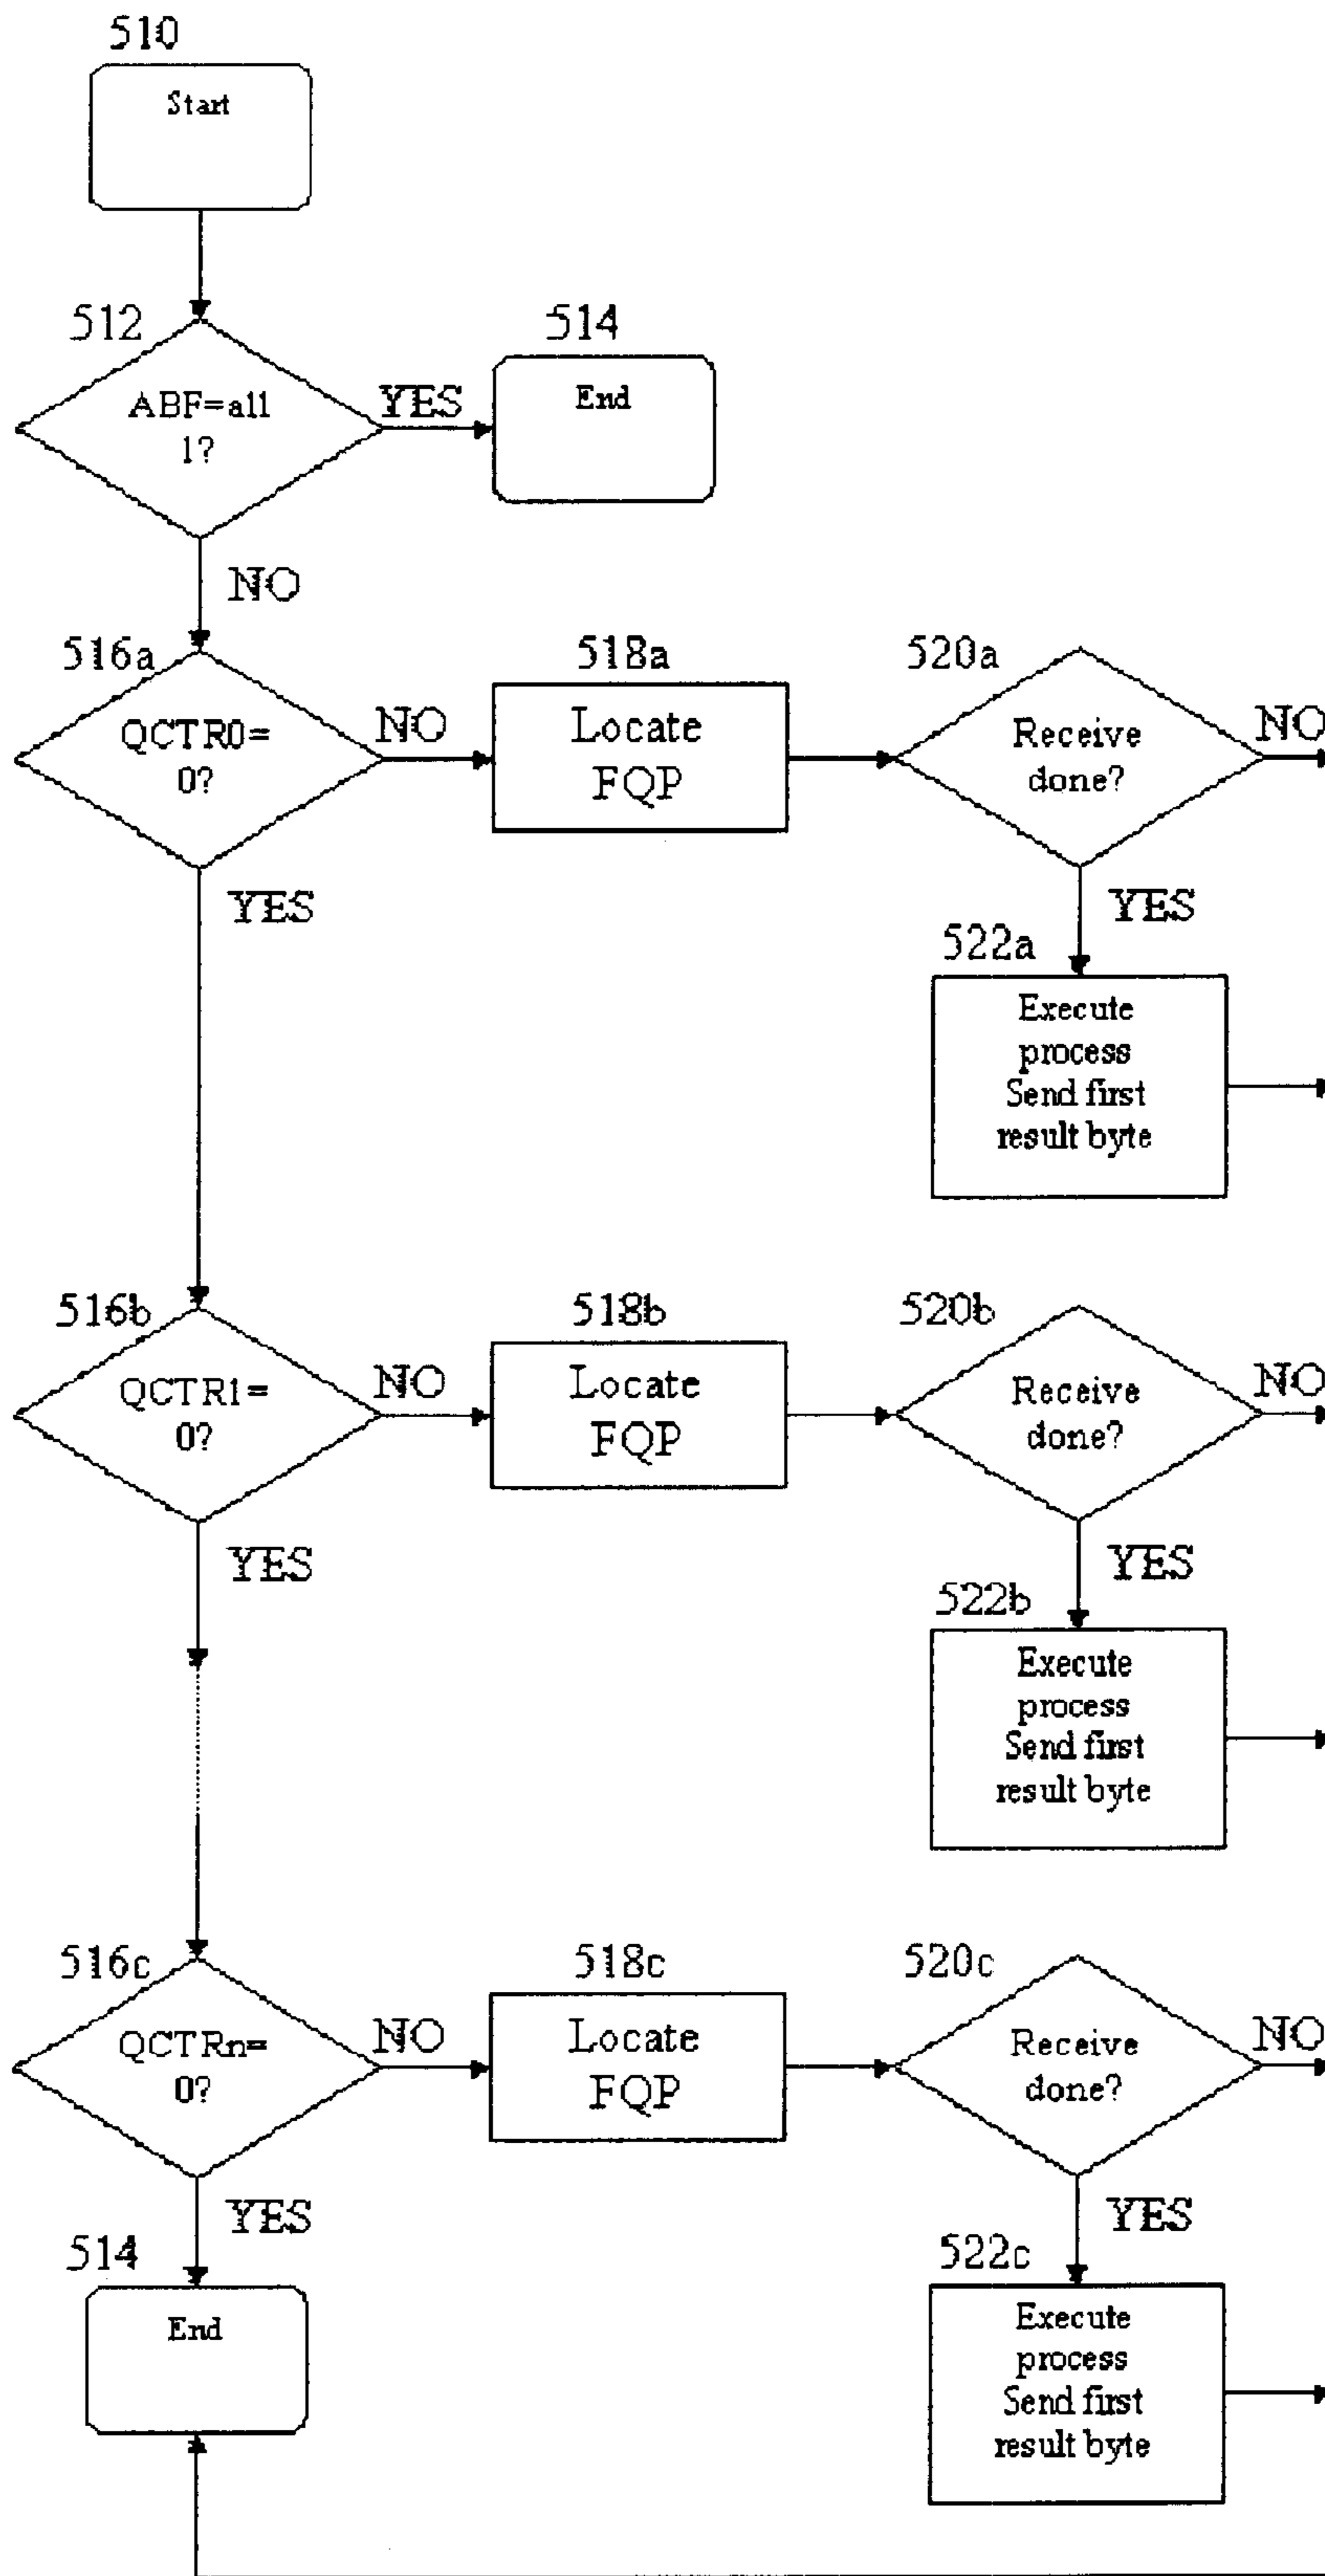 510
Start
512
ABF=all
1?
YES
514
End
NO
516a
QCTR0=
0?
NO
518a
Locate
FQP
520a
Receive
done?
NO
YES
YES
522a
Execute
process
Send first
result byte
516b
QCTR1=
0?
NO
518b
Locate
FQP
520b
Receive
done?
NO
YES
YES
522b
Execute
process
Send first
result byte
516c
QCTRn=
0?
NO
518c
Locate
FQP
520c
Receive
done?
NO
YES
YES
514
End
522c
Execute
process
Send first
result byte